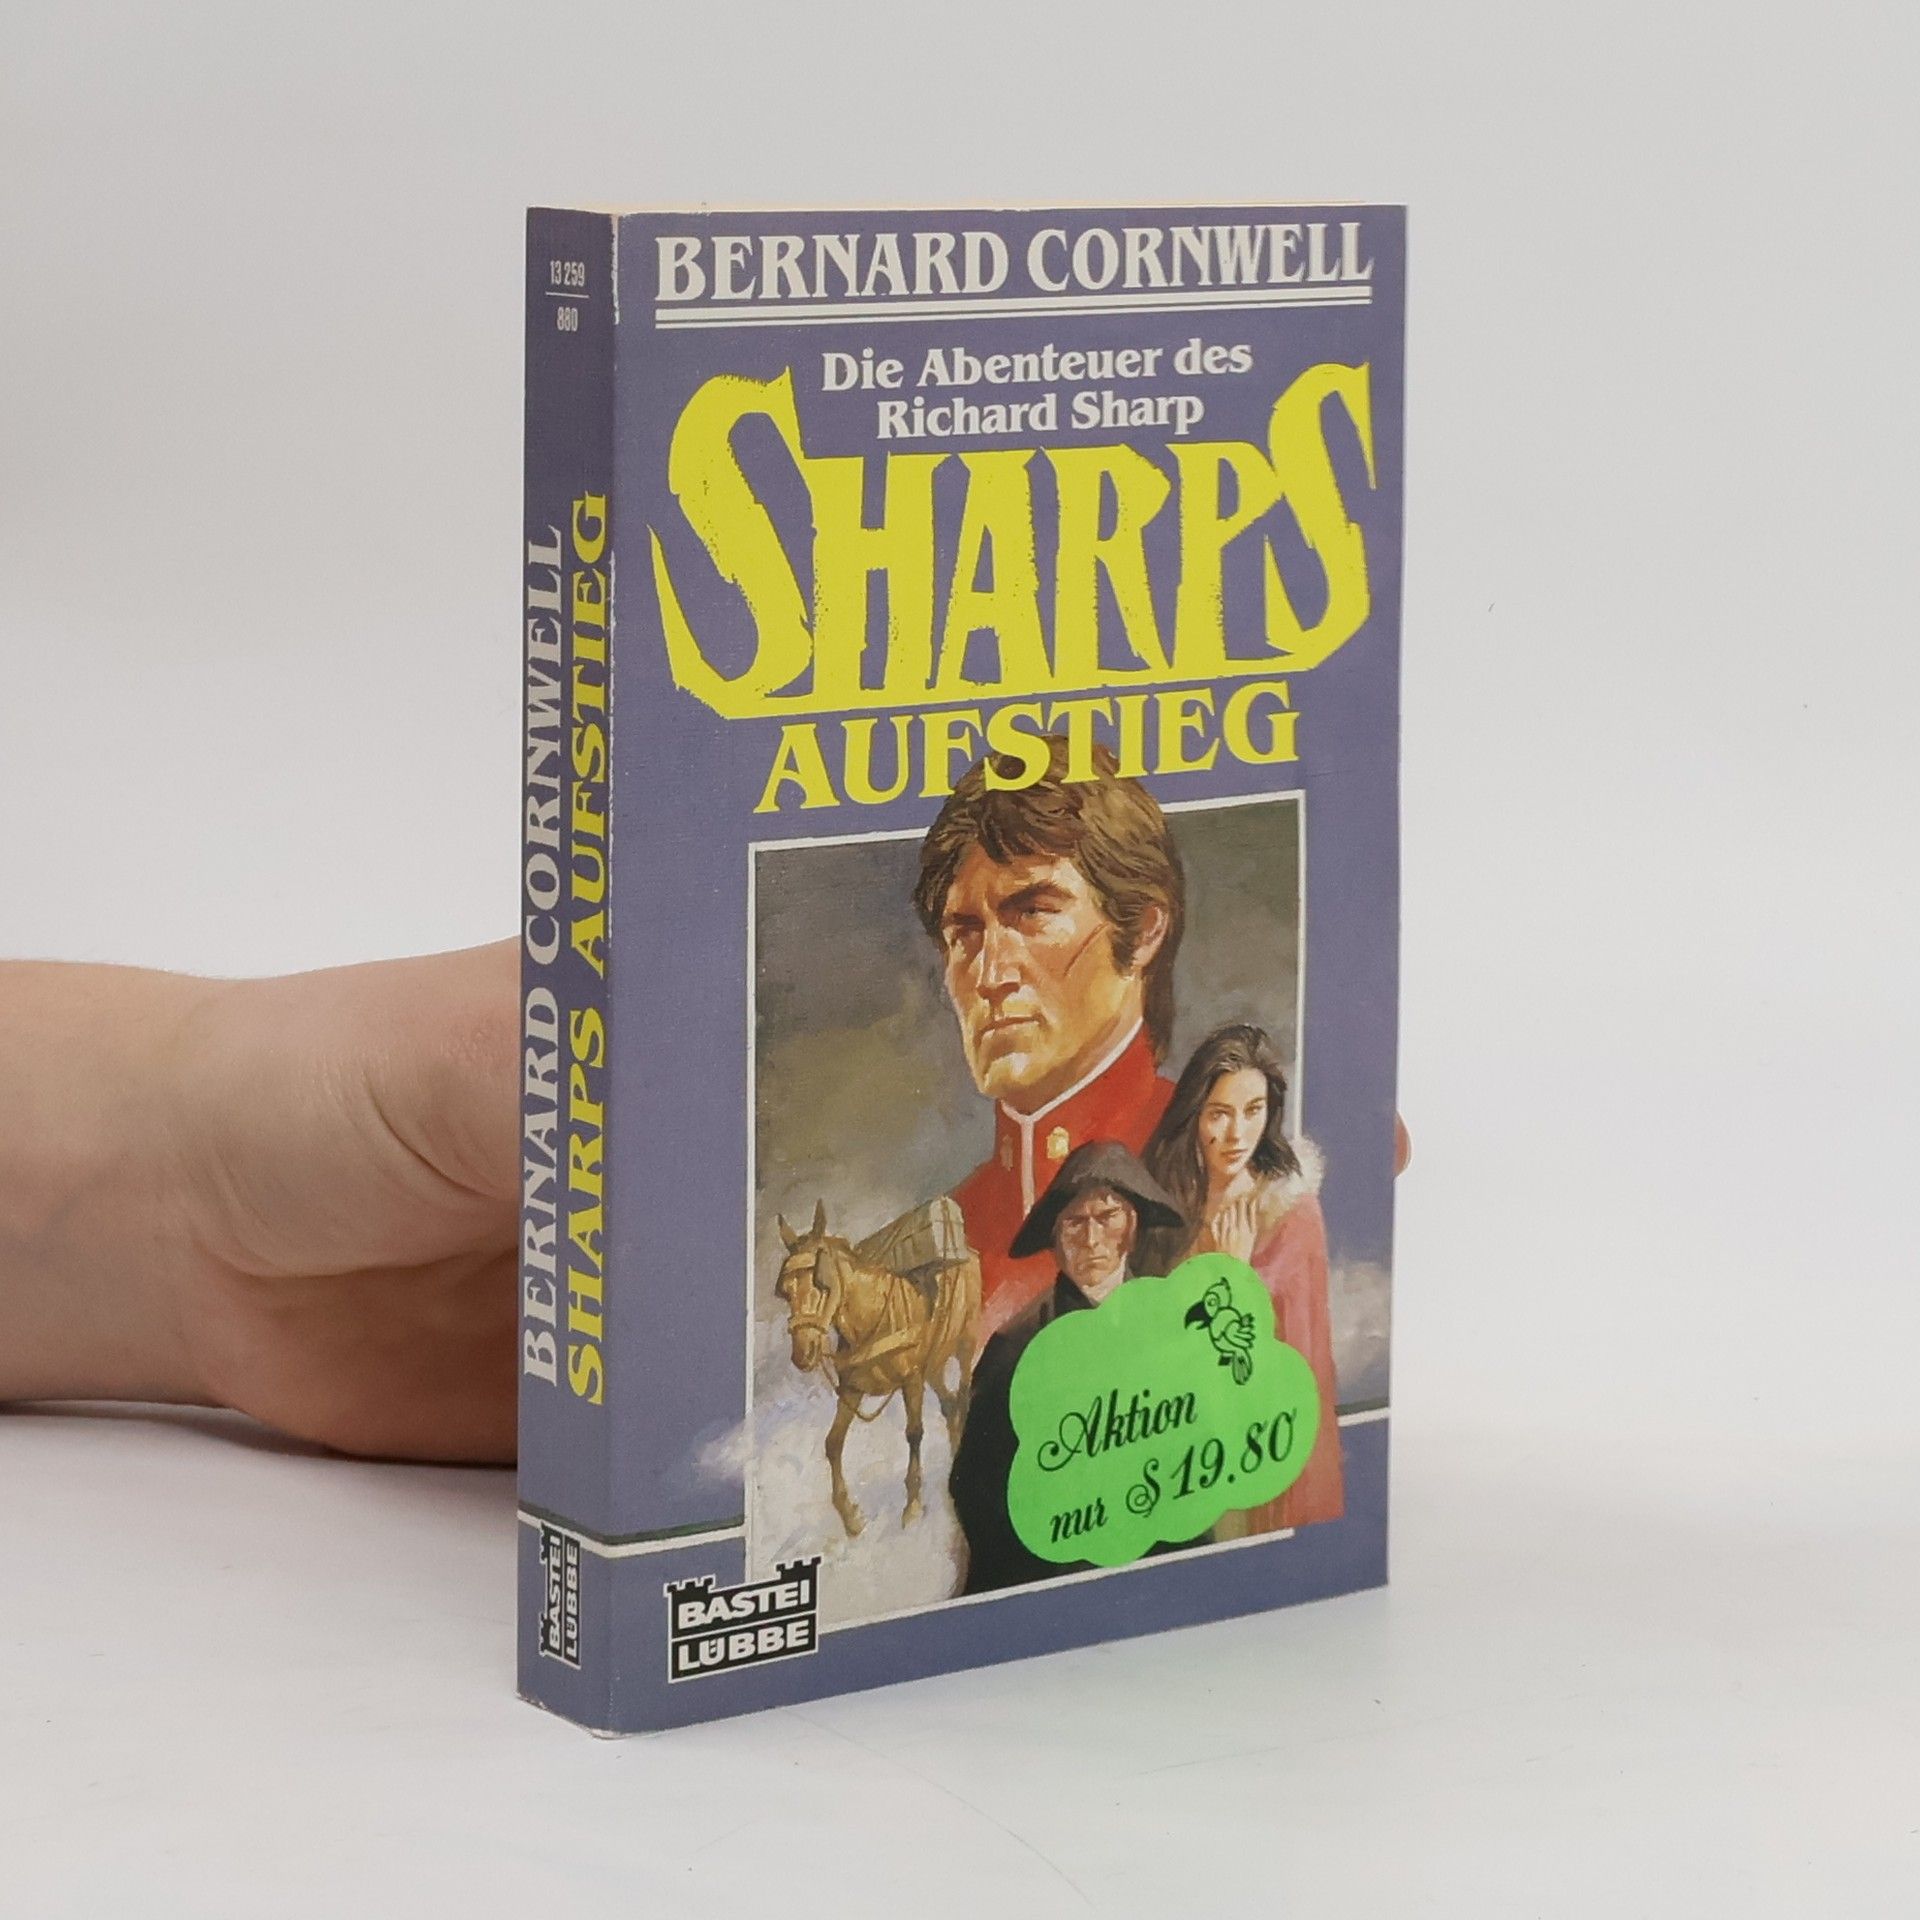 13 259
880
BERNARD CORNWELL
SHARPS AUFSTIEG
BASTEI
LÜBBE
BERNARD CORNWELL
Die Abenteuer des
Richard Sharp
SHARPS
AUFSTIEG
Aktion
nur S 19.80
BASTEI
LÜBBE